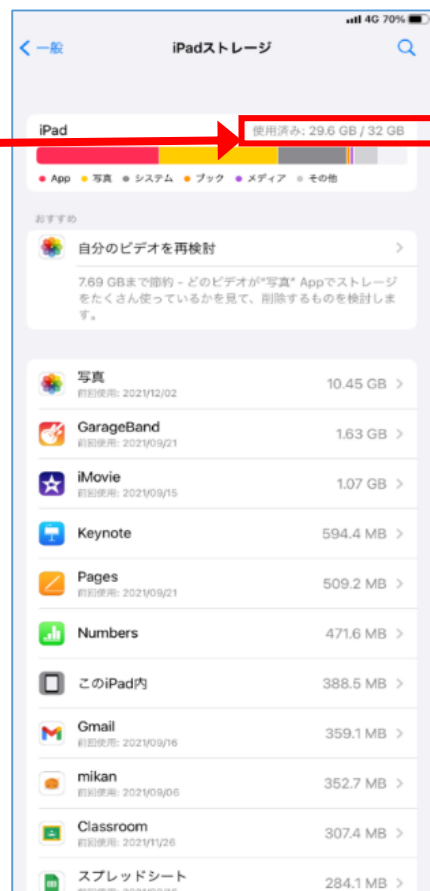 4G 70%
一般
iPadストレージ
iPad
使用済み: 29.6 GB / 32 GB
App 写真 システム ブック メディア その他
おすすめ
自分のビデオを再検討
7.69 GBまで節約 – どのビデオが“写真” Appでストレージ
をたくさん使っているかを見て、削除するものを検討しま
す。
写真
10.45 GB
前回使用: 2021/12/02
GarageBand
1.63 GB
前回使用: 2021/09/21
iMovie
1.07 GB
前回使用: 2021/09/15
Keynote
594.4 MB
Pages
509.2 MB
前回使用: 2021/09/21
Numbers
471.6 MB
このiPad内
388.5 MB
Gmail
359.1 MB
前回使用: 2021/09/16
mikan
352.7 MB
前回使用: 2021/09/06
Classroom
307.4 MB
前回使用: 2021/11/26
スプレッドシート
284.1 MB